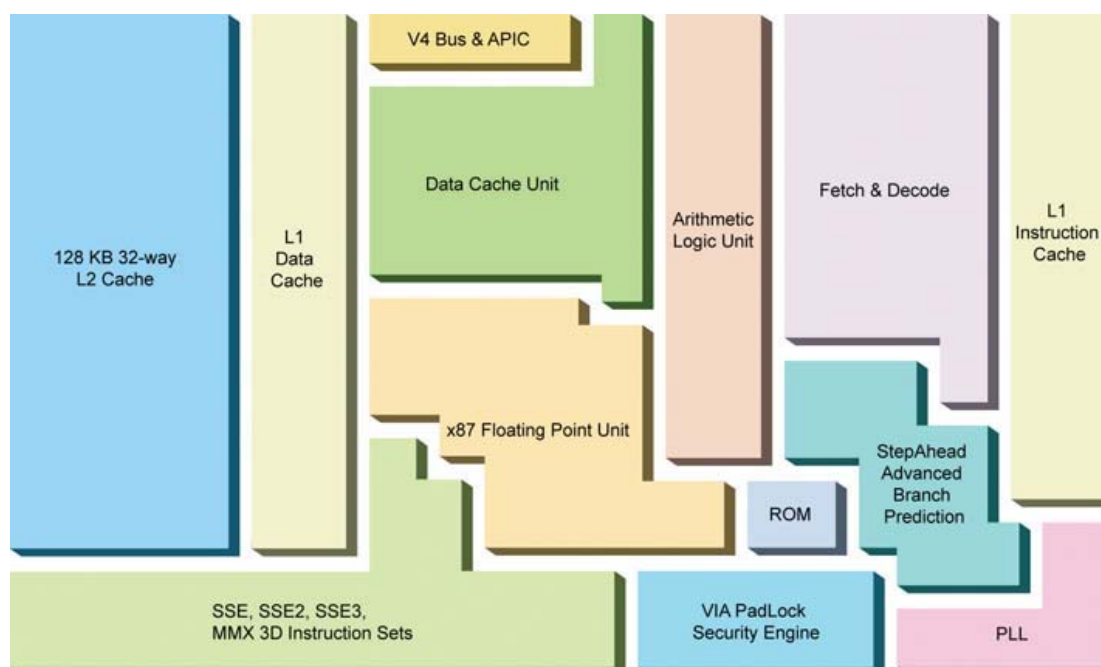 V4 Bus & APIC
Data Cache Unit
Fetch & Decode
Arithmetic
Logic Unit
L1
Instruction
Cache
128 KB 32-way
L2 Cache
L1
Data
Cache
x87 Floating Point Unit
StepAhead
Advanced
Branch
Prediction
ROM
SSE, SSE2, SSE3,
MMX 3D Instruction Sets
VIA PadLock
Security Engine
PLL